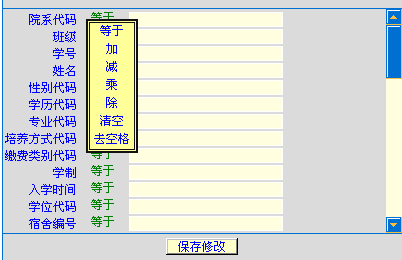 院系代码 等于
班级
学号
姓名
性别代码
学历代码
专业代码
培养方式代码
缴费类别代码 等于
学制 等于
入学时间 等于
学位代码 等于
宿舍编号 等于
等于
加
减
乘
除
清空
去空格
保存修改